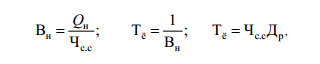 Вн = Qн / Чс.с; Тё = 1 / Вн; Тё = Чс.сДр.